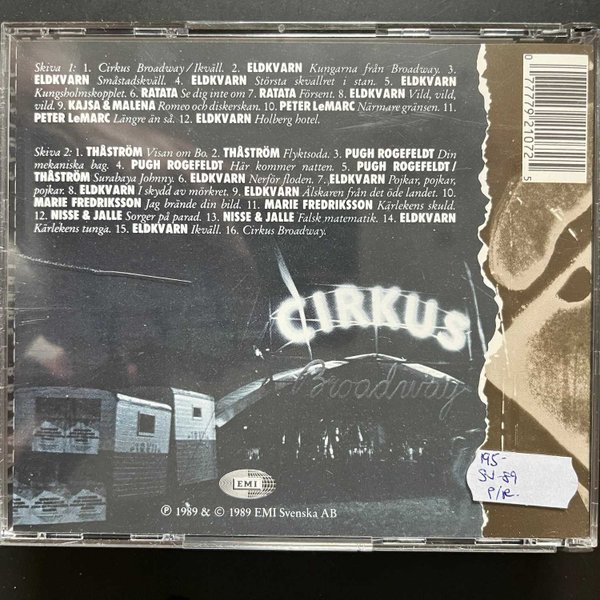 Skiva 1: 1. Cirkus Broadway/Ikväll. 2. ELDKVARN Kungarna från Broadway. 3.
ELDKVARN Småstadskväll. 4. ELDKVARN Största skvallret i stan. 5. ELDKVARN
Kungsholmskopplet. 6. RATATA Se dig inte om 7. RATATA Försent. 8. ELDKVARN Vild, vild,
vild. 9. KAJSA & MALENA Romeo och diskerskan. 10. PETER LeMARC Närmare gränsen. 11.
PETER LeMARC Längre än så. 12. ELDKVARN Holberg hotel.
Skiva 2: 1. THÅSTRÖM Visan om Bo. 2. THÅSTRÖM Flyktsoda. 3. PUGH ROGEFELDT Din
mekaniska bag. 4. PUGH ROGEFELDT Här kommer natten. 5. PUGH ROGEFELDT/
THÅSTRÖM Surabaya Johnny. 6. ELDKVARN Nerför floden. 7. ELDKVARN Pojkar, pojkar,
pojkar. 8. ELDKVARN I skydd av mörkret. 9. ELDKVARN Älskaren från det öde landet. 10.
MARIE FREDRIKSSON Jag brände din bild. 11. MARIE FREDRIKSSON Kärlekens skuld.
12. NISSE & JALLE Sorger på parad. 13. NISSE & JALLE Falsk matematik. 14. ELDKVARN
Kärlekens tunga. 15. ELDKVARN Ikväll. 16. Cirkus Broadway.
0 77779 21072 5
CIRKUS
Broadway
CIRKUS
EMI
℗ 1989 & © 1989 EMI Svenska AB
195-
SJ-89
P/R-